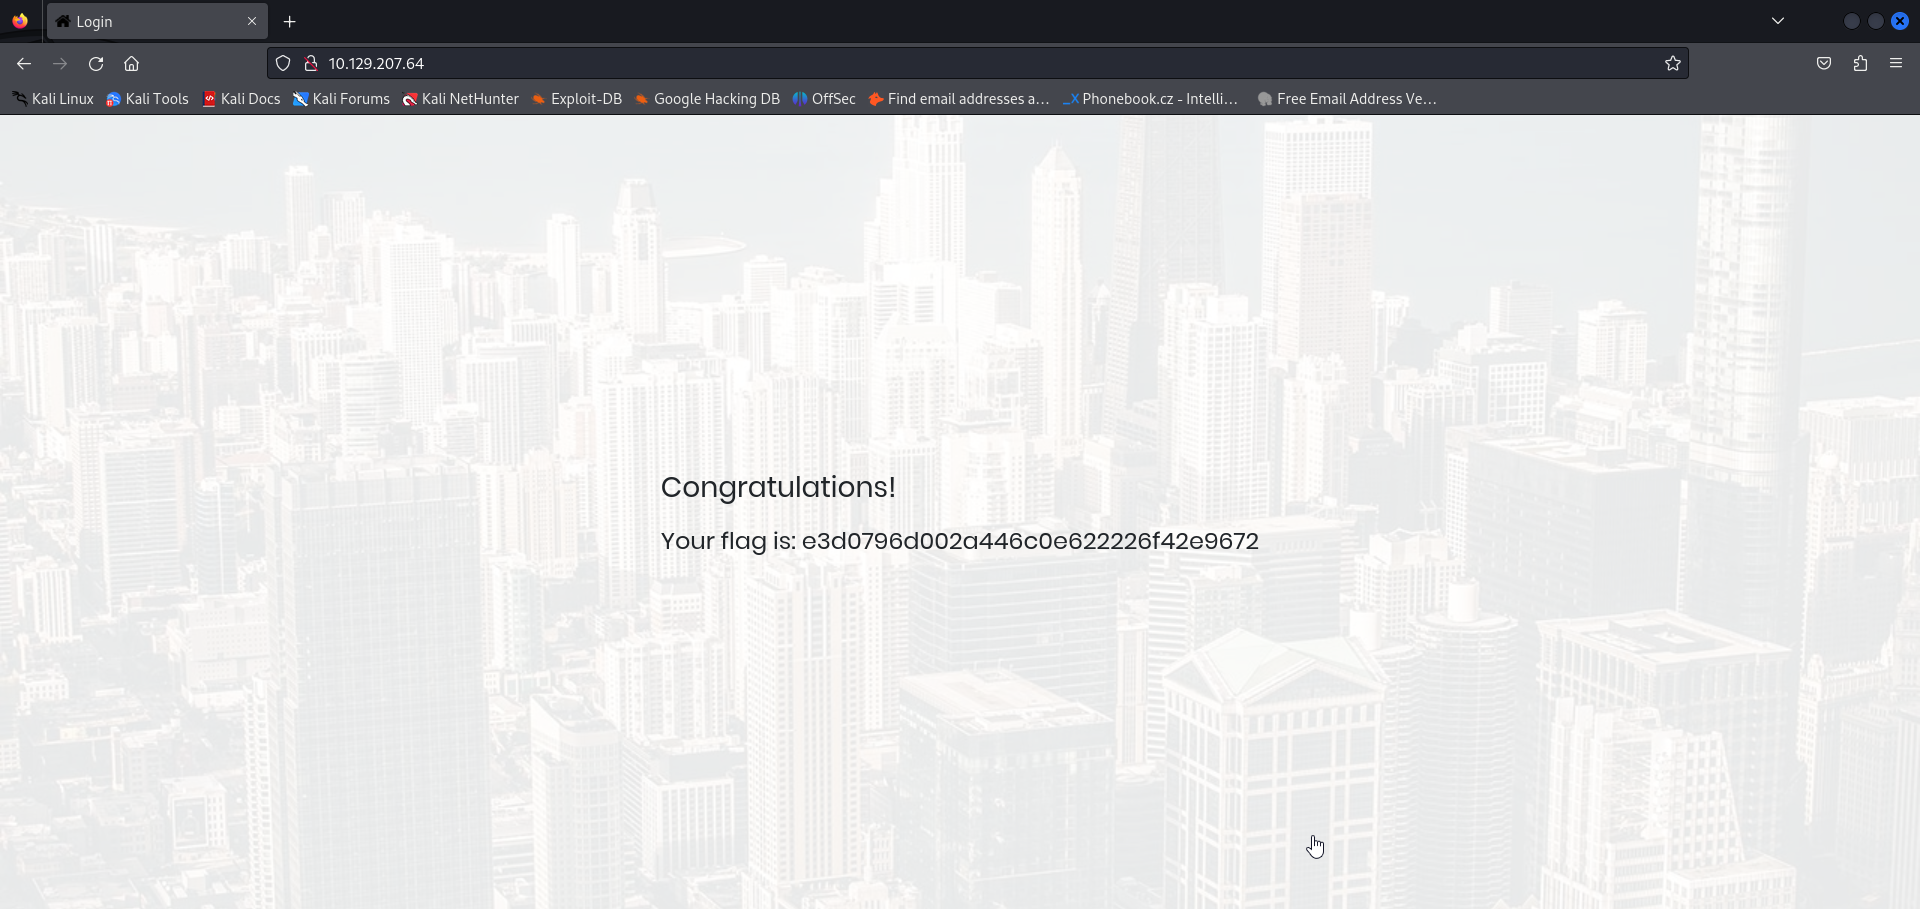 Login
10.129.207.64
Kali Linux Kali Tools Kali Docs Kali Forums Kali NetHunter Exploit-DB Google Hacking DB OffSec Find email addresses a… Phonebook.cz - Intelli… Free Email Address Ve…
Congratulations!
Your flag is: e3d0796d002a446c0e622226f42e9672